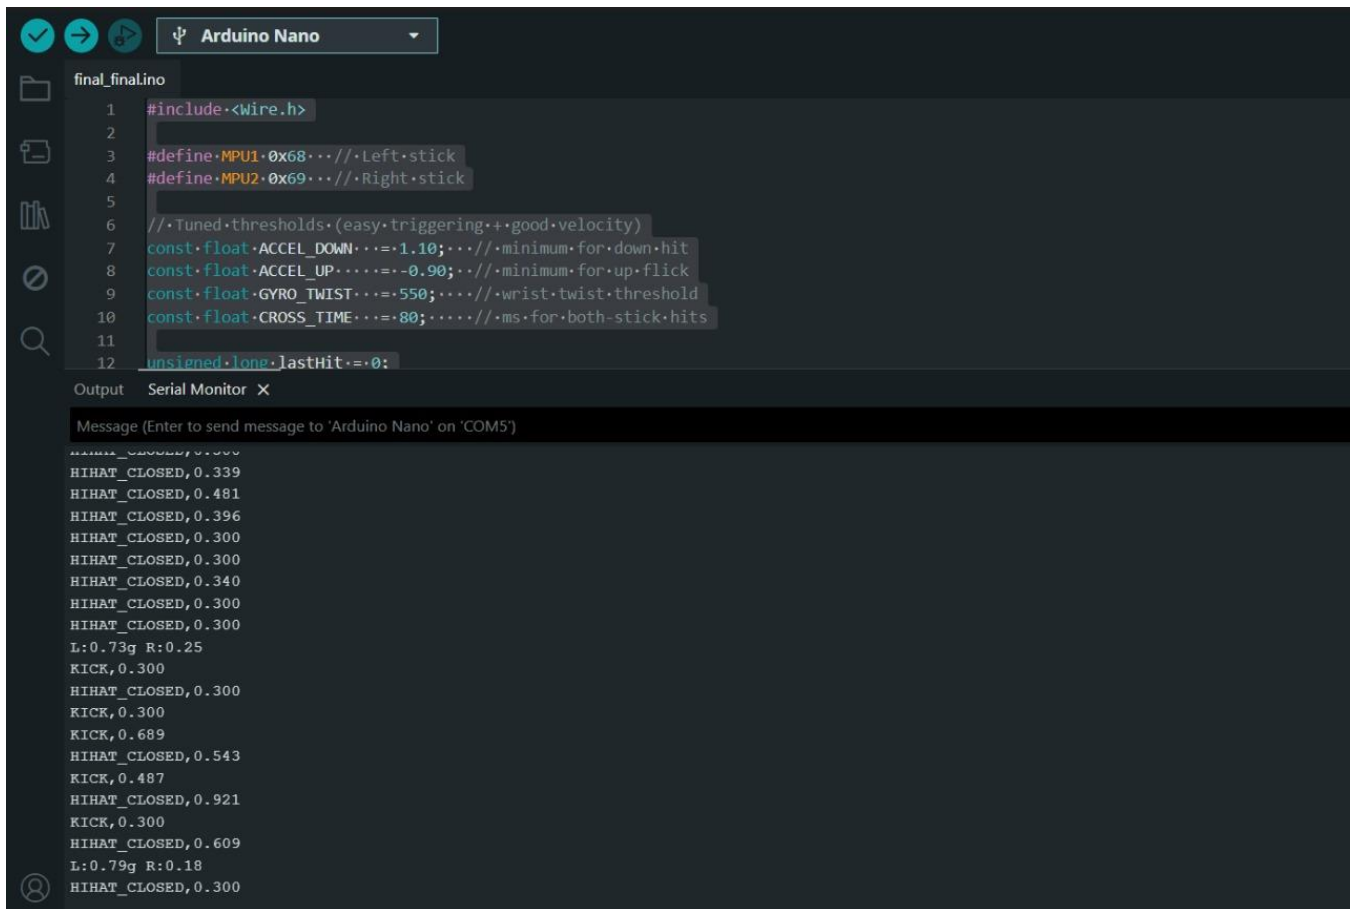 Arduino Nano
final_final.ino
1 #include <Wire.h>
2
3 #define MPU1 0x68   // Left stick
4 #define MPU2 0x69   // Right stick
5
6 // Tuned thresholds (easy triggering + good velocity)
7 const float ACCEL_DOWN   = 1.10;   // minimum for down hit
8 const float ACCEL_UP     = -0.90;  // minimum for up flick
9 const float GYRO_TWIST   = 550;    // wrist twist threshold
10 const float CROSS_TIME   = 80;     // ms for both-stick hits
11
12 unsigned long lastHit = 0;
Output Serial Monitor X
Message (Enter to send message to 'Arduino Nano' on 'COM5')
HIHAT_CLOSED,0.300
HIHAT_CLOSED,0.339
HIHAT_CLOSED,0.481
HIHAT_CLOSED,0.396
HIHAT_CLOSED,0.300
HIHAT_CLOSED,0.300
HIHAT_CLOSED,0.340
HIHAT_CLOSED,0.300
HIHAT_CLOSED,0.300
L:0.73g R:0.25
KICK,0.300
HIHAT_CLOSED,0.300
KICK,0.300
KICK,0.689
HIHAT_CLOSED,0.543
KICK,0.487
HIHAT_CLOSED,0.921
KICK,0.300
HIHAT_CLOSED,0.609
L:0.79g R:0.18
HIHAT_CLOSED,0.300